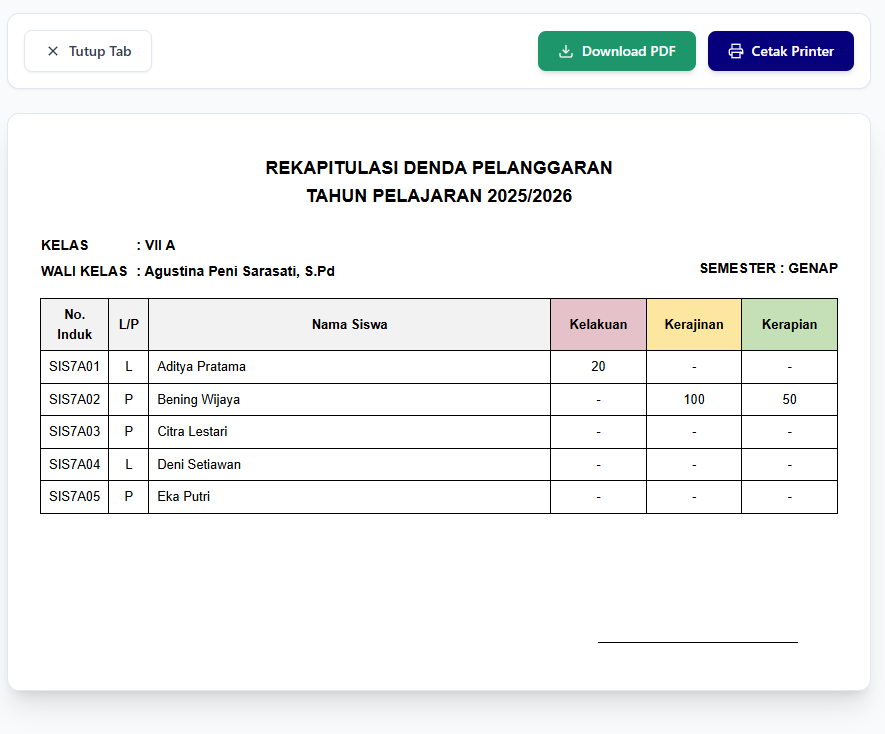 Tutup Tab
Download PDF
Cetak Printer
REKAPITULASI DENDA PELANGGARAN
TAHUN PELAJARAN 2025/2026
KELAS : VII A
WALI KELAS : Agustina Peni Sarasati, S.Pd
SEMESTER : GENAP
No. Induk L/P Nama Siswa Kelakuan Kerajinan Kerapian
SIS7A01 L Aditya Pratama 20 - -
SIS7A02 P Bening Wijaya - 100 50
SIS7A03 P Citra Lestari - - -
SIS7A04 L Deni Setiawan - - -
SIS7A05 P Eka Putri - - -